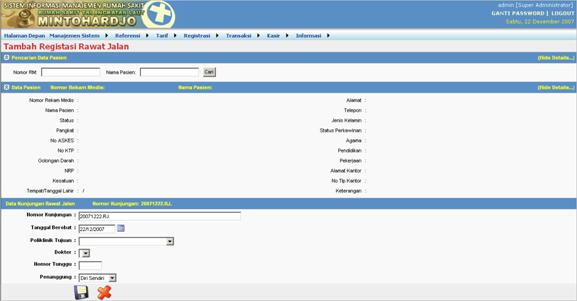 SISTEM INFORMASI MANAJEMEN RUMAH SAKIT
RUMAH SAKIT TNI ANGKATAN LAUT
MINTOHARDJO
admin [Super Administrator]
GANTI PASSWORD | LOGOUT
Sabtu, 22 Desember 2007
Halaman Depan Manajemen Sistem Referensi Tarif Registrasi Transaksi Kasir Informasi
Tambah Registasi Rawat Jalan
Pencarian Data Pasien (Hide Details...)
Nomor RM: Nama Pasien: Cari
Data Pasien Nomor Rekam Medis: Nama Pasien: (Hide Details...)
Nomor Rekam Medis : Alamat :
Nama Pasien : Telepon :
Status : Jenis Kelamin :
Pangkat : Status Perkawinan :
No ASKES : Agama :
No KTP : Pendidikan :
Golongan Darah : Pekerjaan :
NRP : Alamat Kantor :
Kesatuan : No Tlp Kantor :
Tempat/Tanggal Lahir : / Keterangan :
Data Kunjungan Rawat Jalan Nomor Kunjungan: 20071222.RJ.
Nomor Kunjungan : 20071222.RJ.
Tanggal Berobat : 22/12/2007
Poliklinik Tujuan :
Dokter :
Nomor Tunggu :
Penanggung : Diri Sendiri